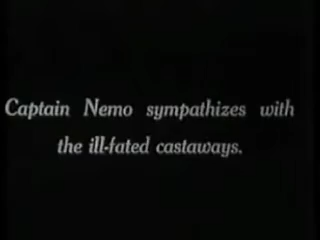 Captain Nemo sympathizes with
the ill-fated castaways.